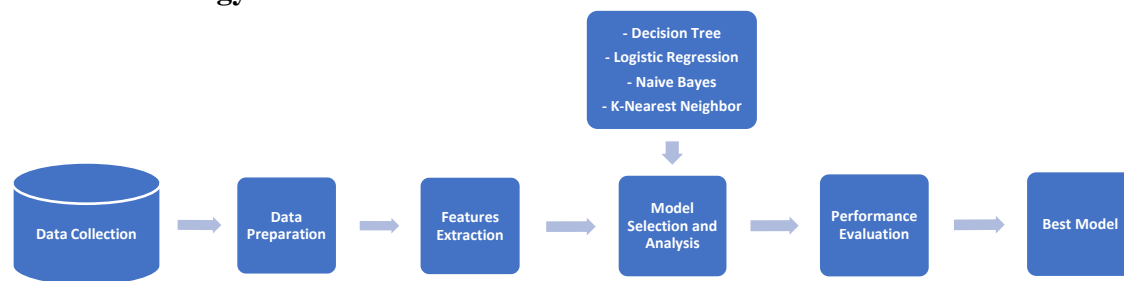 - Decision Tree
- Logistic Regression
- Naive Bayes
- K-Nearest Neighbor
Data Collection
Data
Preparation
Features
Extraction
Model
Selection and
Analysis
Performance
Evaluation
Best Model